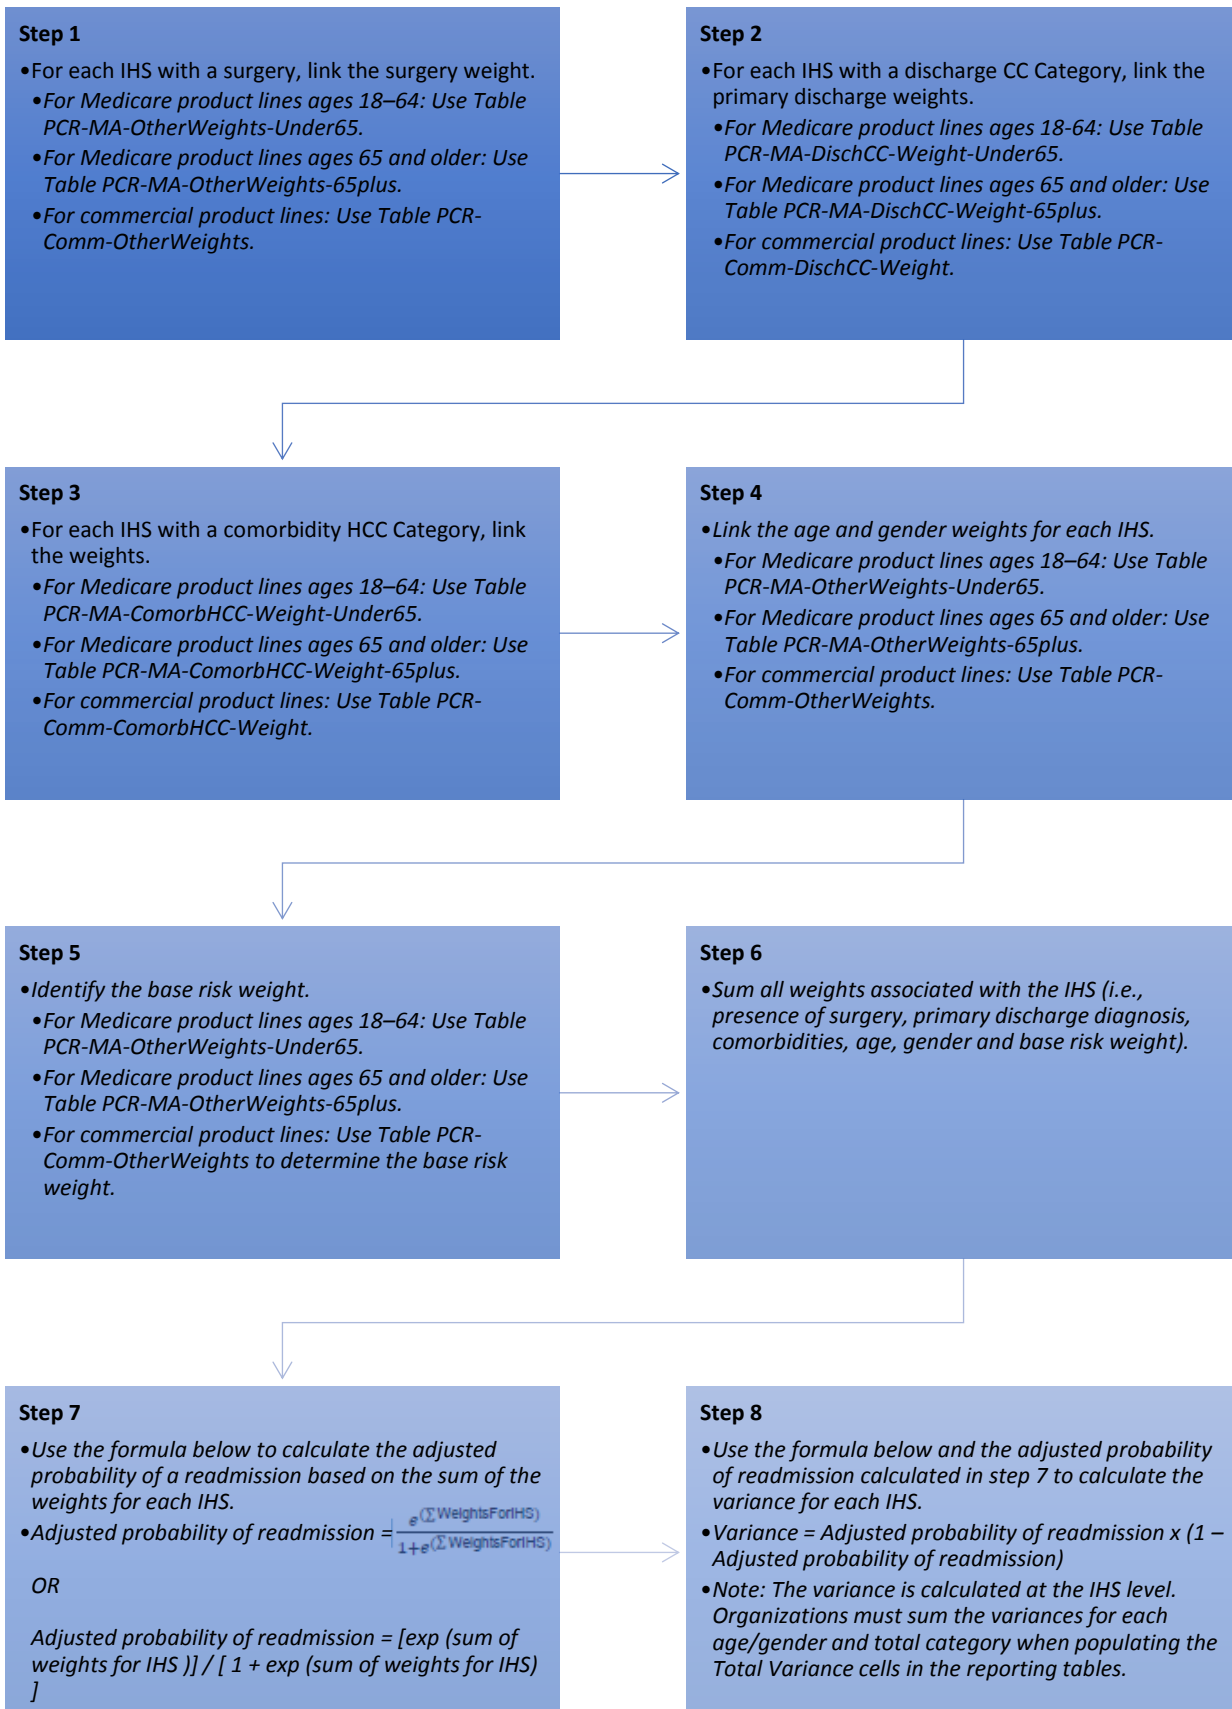 Step 1
•For each IHS with a surgery, link the surgery weight.
•For Medicare product lines ages 18–64: Use Table
PCR-MA-OtherWeights-Under65.
•For Medicare product lines ages 65 and older: Use
Table PCR-MA-OtherWeights-65plus.
•For commercial product lines: Use Table PCR-
Comm-OtherWeights.
Step 2
•For each IHS with a discharge CC Category, link the
primary discharge weights.
•For Medicare product lines ages 18-64: Use Table
PCR-MA-DischCC-Weight-Under65.
•For Medicare product lines ages 65 and older: Use
Table PCR-MA-DischCC-Weight-65plus.
•For commercial product lines: Use Table PCR-
Comm-DischCC-Weight.
Step 3
•For each IHS with a comorbidity HCC Category, link
the weights.
•For Medicare product lines ages 18–64: Use Table
PCR-MA-ComorbHCC-Weight-Under65.
•For Medicare product lines ages 65 and older: Use
Table PCR-MA-ComorbHCC-Weight-65plus.
•For commercial product lines: Use Table PCR-
Comm-ComorbHCC-Weight.
Step 4
•Link the age and gender weights for each IHS.
•For Medicare product lines ages 18–64: Use Table
PCR-MA-OtherWeights-Under65.
•For Medicare product lines ages 65 and older: Use
Table PCR-MA-OtherWeights-65plus.
•For commercial product lines: Use Table PCR-
Comm-OtherWeights.
Step 5
•Identify the base risk weight.
•For Medicare product lines ages 18–64: Use Table
PCR-MA-OtherWeights-Under65.
•For Medicare product lines ages 65 and older: Use
Table PCR-MA-OtherWeights-65plus.
•For commercial product lines: Use Table PCR-
Comm-OtherWeights to determine the base risk
weight.
Step 6
•Sum all weights associated with the IHS (i.e.,
presence of surgery, primary discharge diagnosis,
comorbidities, age, gender and base risk weight).
Step 7
•Use the formula below to calculate the adjusted
probability of a readmission based on the sum of the
weights for each IHS.
•Adjusted probability of readmission = e^(∑WeightsForIHS) / 1+e^(∑WeightsForIHS)
OR
Adjusted probability of readmission = [exp (sum of
weights for IHS )] / [ 1 + exp (sum of weights for IHS)
]
Step 8
•Use the formula below and the adjusted probability
of readmission calculated in step 7 to calculate the
variance for each IHS.
•Variance = Adjusted probability of readmission x (1 –
Adjusted probability of readmission)
•Note: The variance is calculated at the IHS level.
Organizations must sum the variances for each
age/gender and total category when populating the
Total Variance cells in the reporting tables.